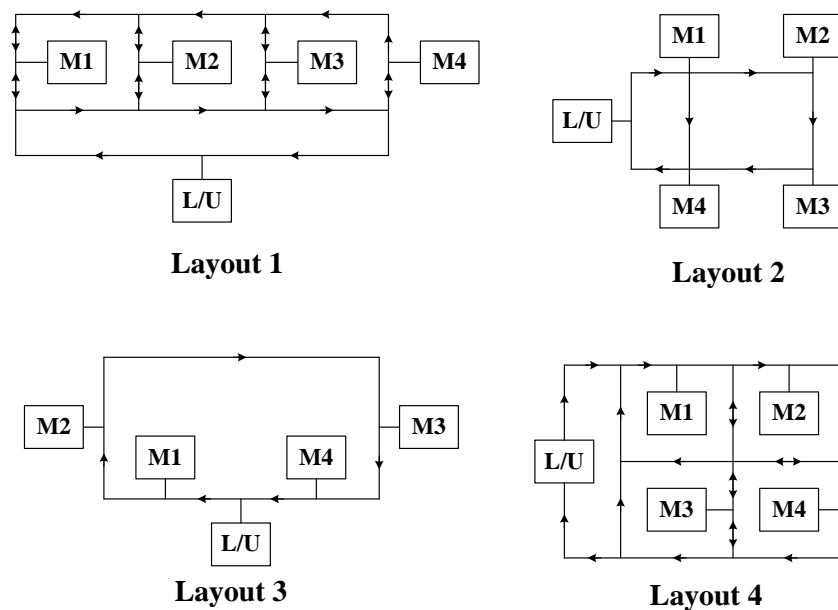 M1 M2 M3 M4
L/U
Layout 1
M1 M2
L/U
M4 M3
Layout 2
M2 M3
M1 M4
L/U
Layout 3
M1 M2
L/U
M3 M4
Layout 4